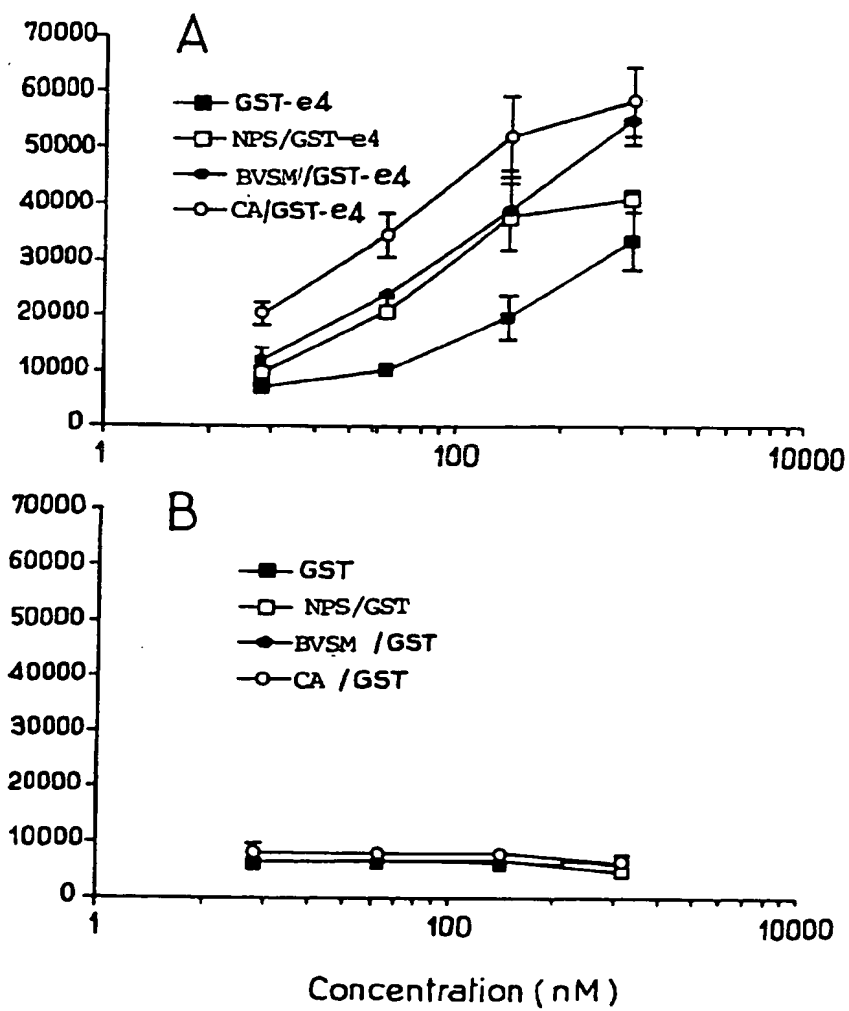 A
70000
60000
50000
40000
30000
20000
10000
0
GST-e4
NPS/GST-e4
BVSM'/GST-e4
CA/GST-e4
1
100
10000
B
70000
60000
50000
40000
30000
20000
10000
0
GST
NPS/GST
BVSM /GST
CA /GST
1
100
10000
Concentration ( nM )